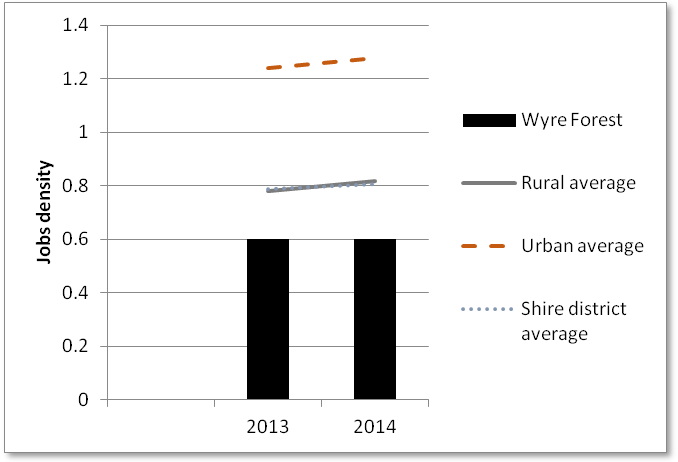 1.4
1.2
1
0.8
0.6
0.4
0.2
0
Jobs density
2013
2014
Wyre Forest
Rural average
Urban average
Shire district
average